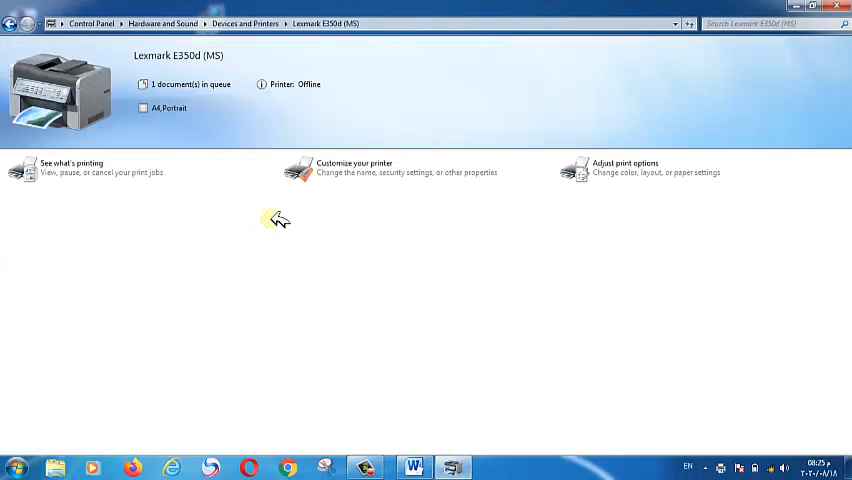 Control Panel ▸ Hardware and Sound ▸ Devices and Printers ▸ Lexmark E350d (MS)
Search Lexmark E350d (MS)
Lexmark E350d (MS)
1 document(s) in queue
Printer: Offline
A4,Portrait
See what's printing
View, pause, or cancel your print jobs
Customize your printer
Change the name, security settings, or other properties
Adjust print options
Change color, layout, or paper settings
EN
08:25 م
٢٠٢٠/٠٨/١٨